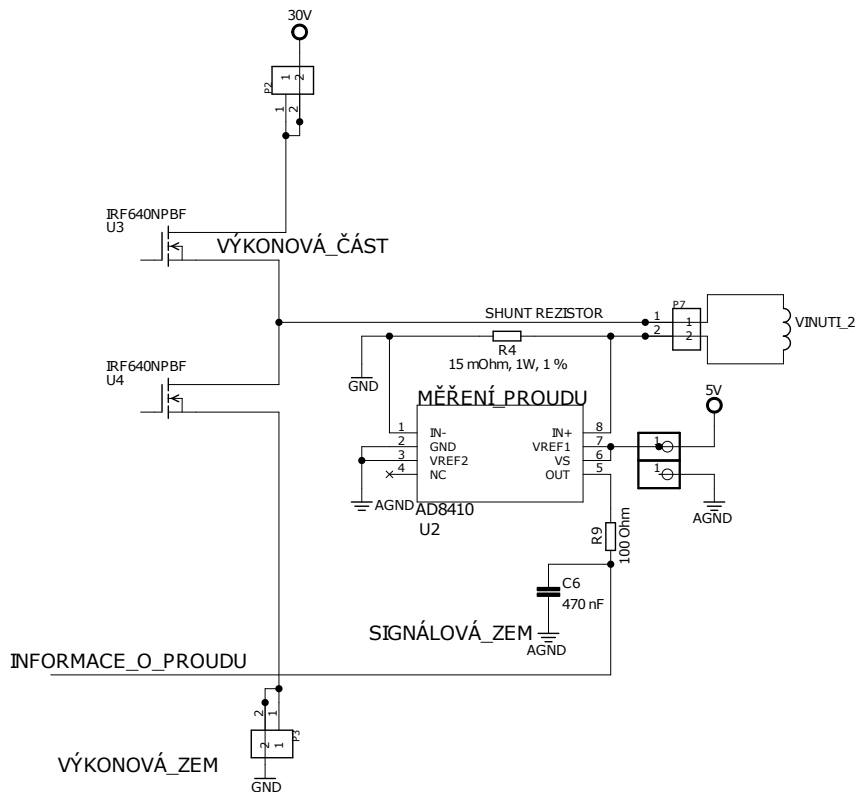 30V
P2
1 2
1 2
IRF640NPBF
U3
VÝKONOVÁ_ČÁST
SHUNT REZISTOR
P7
1 1
2 2
VINUTI_2
R4
15 mOhm, 1W, 1 %
GND
IRF640NPBF
U4
MĚŘENÍ_PROUDU
5V
1 IN- IN+ 8
2 GND VREF1 7
3 VREF2 VS 6
4 NC OUT 5
1
1
AGND
AD8410
U2
AGND
R9
100 Ohm
C6
470 nF
SIGNÁLOVÁ_ZEM
AGND
INFORMACE_O_PROUDU
2 1
2 1
P3
VÝKONOVÁ_ZEM
GND